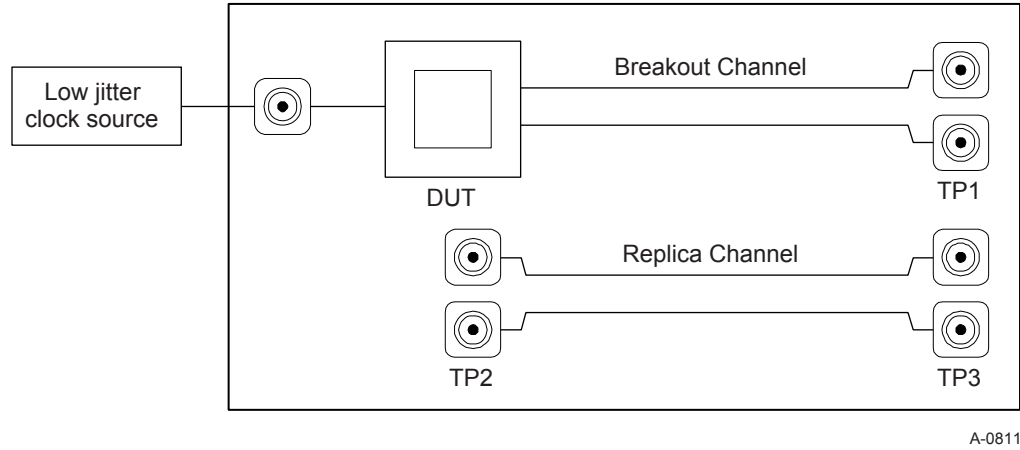 Low jitter
clock source
Breakout Channel
DUT
TP1
Replica Channel
TP2
TP3
A-0811